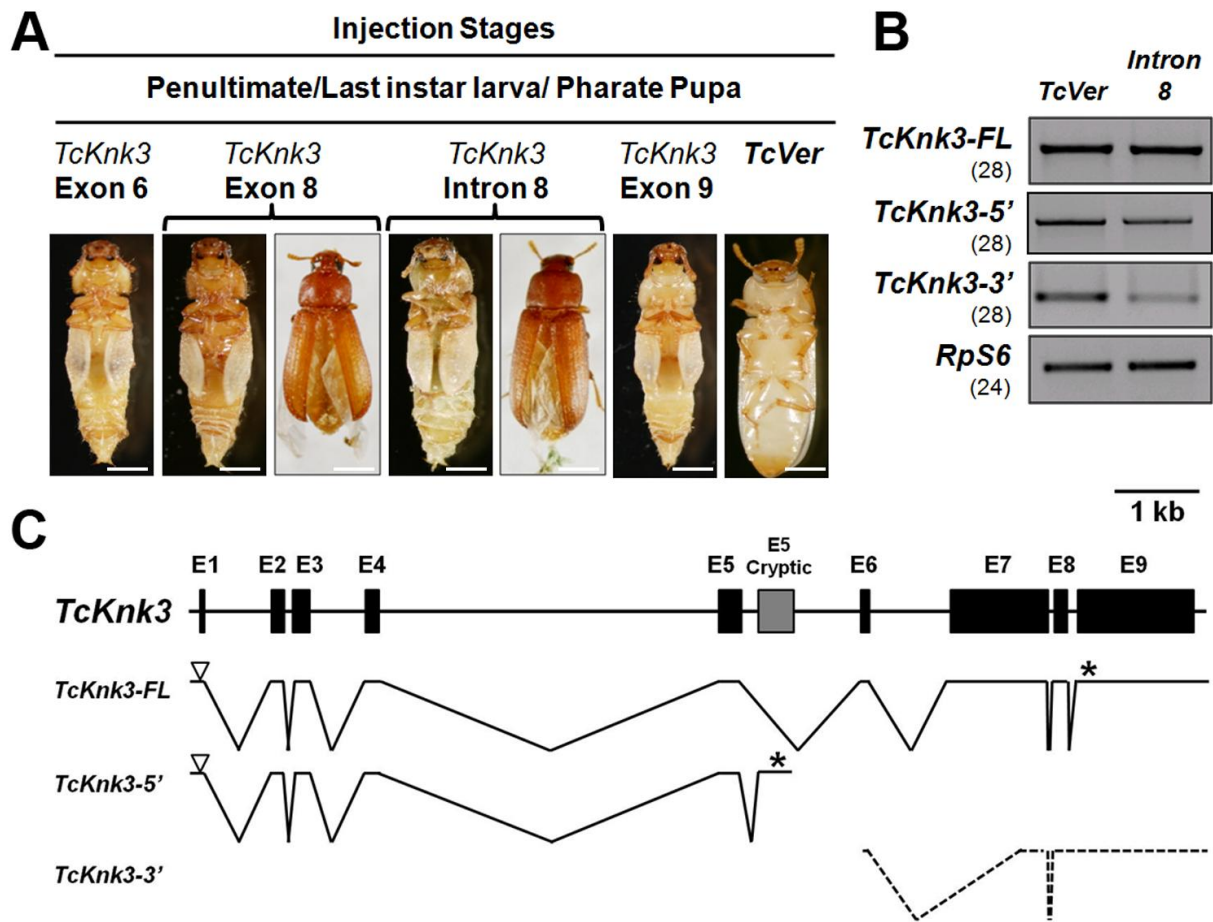 A
Injection Stages
Penultimate/Last instar larva/ Pharate Pupa
TcKnk3 TcKnk3 TcKnk3 TcKnk3 TcVer
Exon 6 Exon 8 Intron 8 Exon 9
B
Intron
TcVer 8
TcKnk3-FL
(28)
TcKnk3-5’
(28)
TcKnk3-3’
(28)
RpS6
(24)
1 kb
C
E1 E2 E3 E4 E5 E5 E6 E7 E8 E9
Cryptic
TcKnk3
*
TcKnk3-FL
*
TcKnk3-5’
TcKnk3-3’